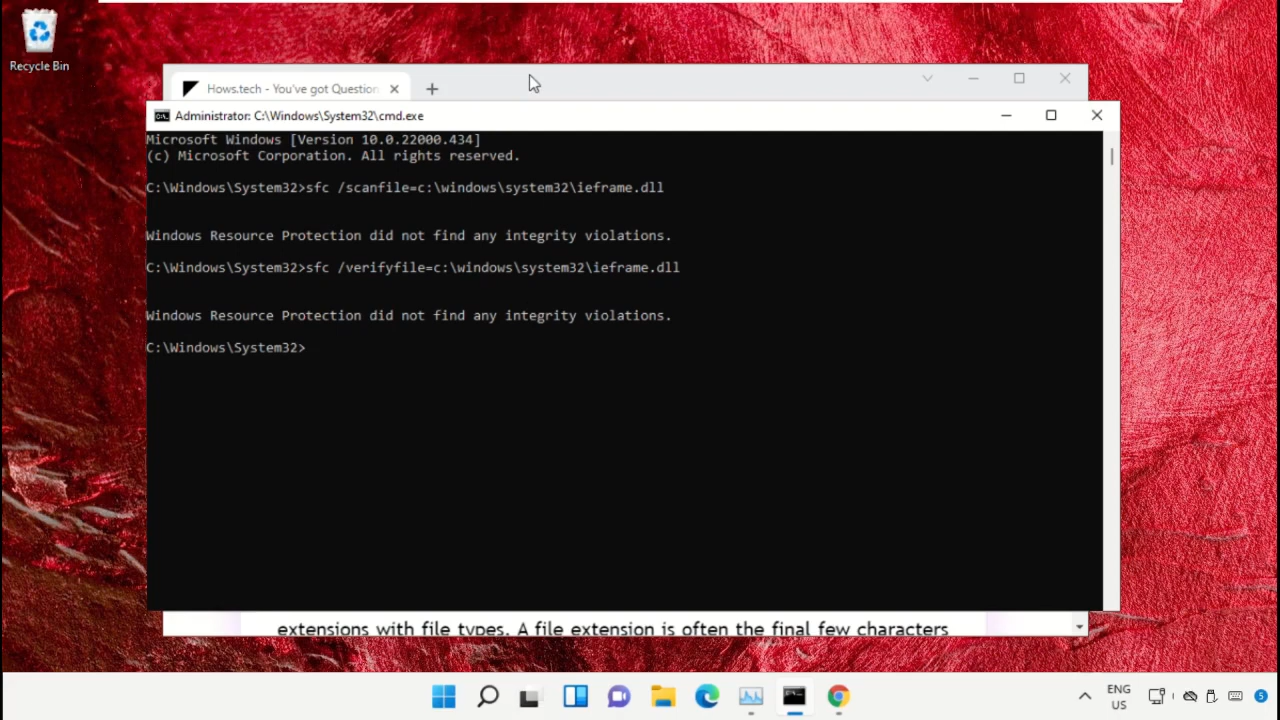 Recycle Bin
Hows.tech - You've got Question
Administrator: C:\Windows\System32\cmd.exe
Microsoft Windows [Version 10.0.22000.434]
(c) Microsoft Corporation. All rights reserved.
C:\Windows\System32>sfc /scanfile=c:\windows\system32\ieframe.dll
Windows Resource Protection did not find any integrity violations.
C:\Windows\System32>sfc /verifyfile=c:\windows\system32\ieframe.dll
Windows Resource Protection did not find any integrity violations.
C:\Windows\System32>
extensions with file types. A file extension is often the final few characters
ENG
US
5